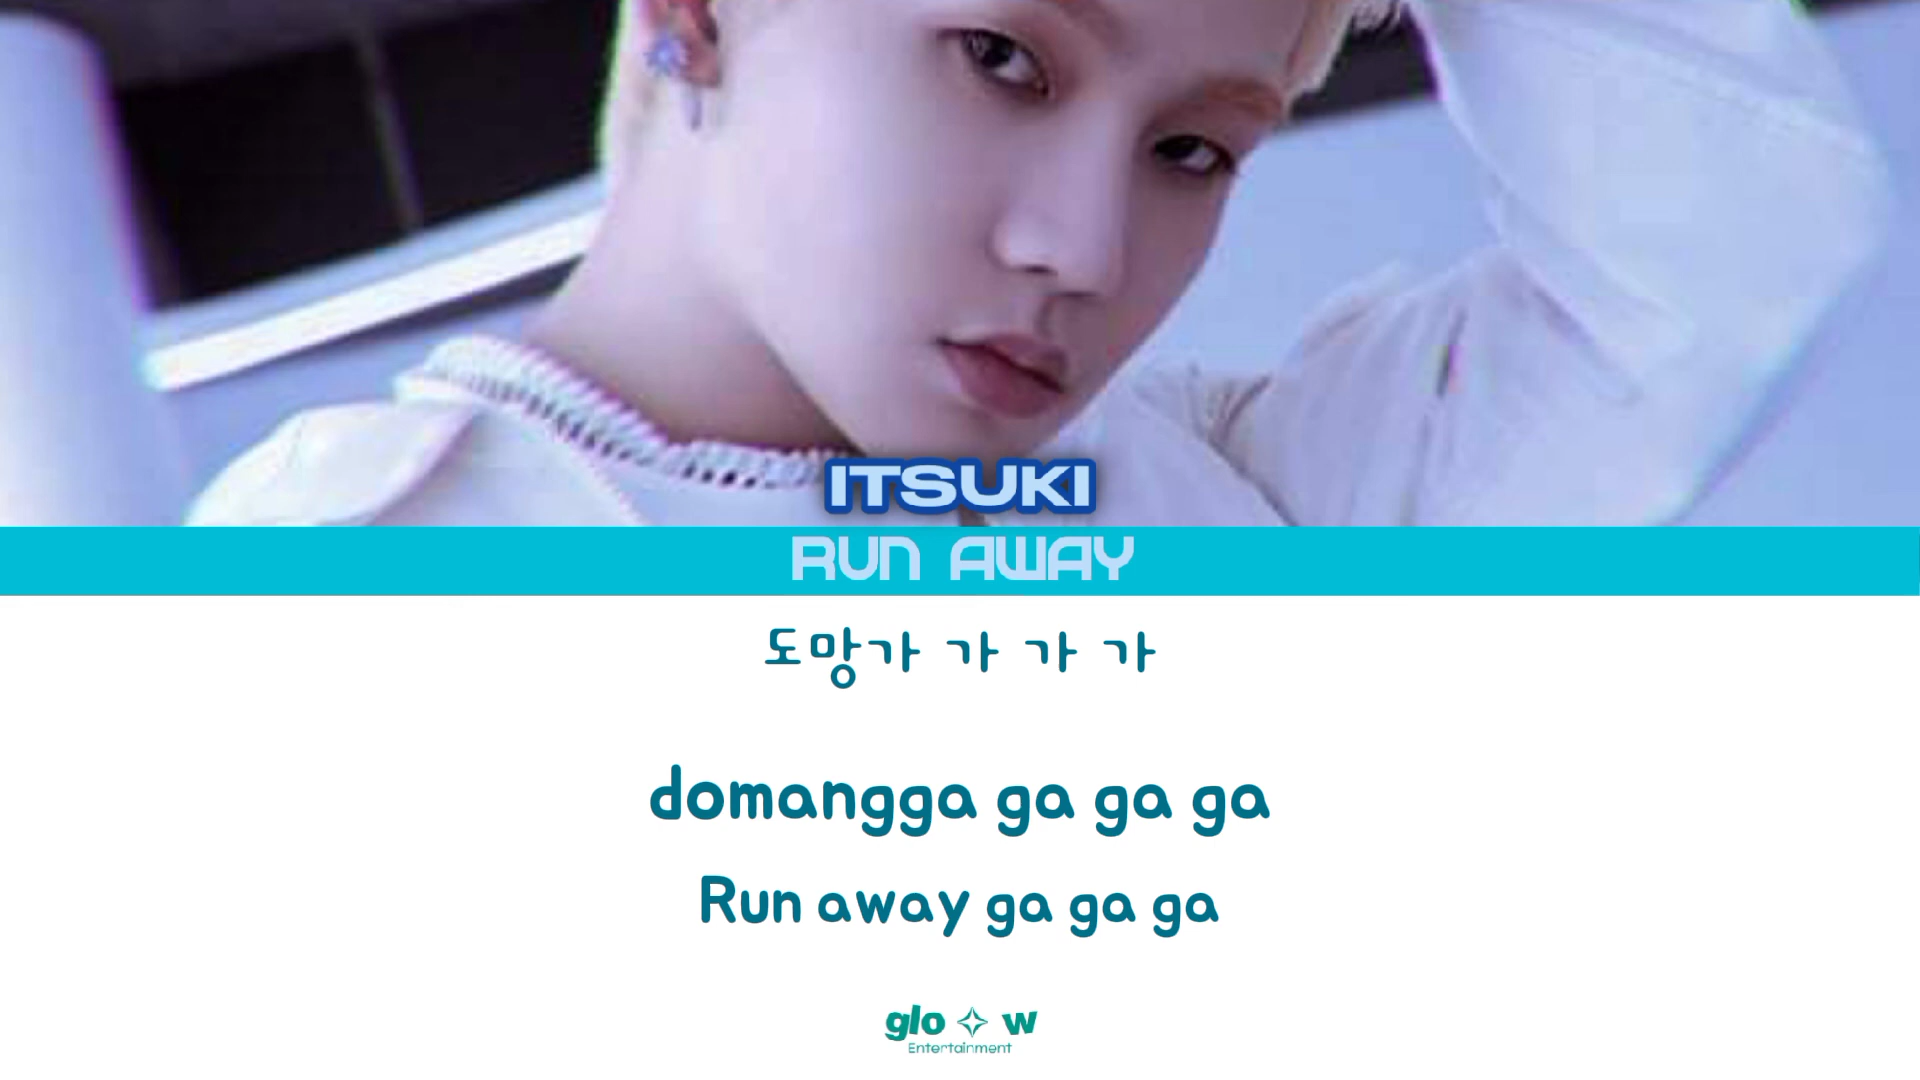 ITSUKI
RUN AWAY
도망가 가 가 가
domangga ga ga ga
Run away ga ga ga
glo w
Entertainment